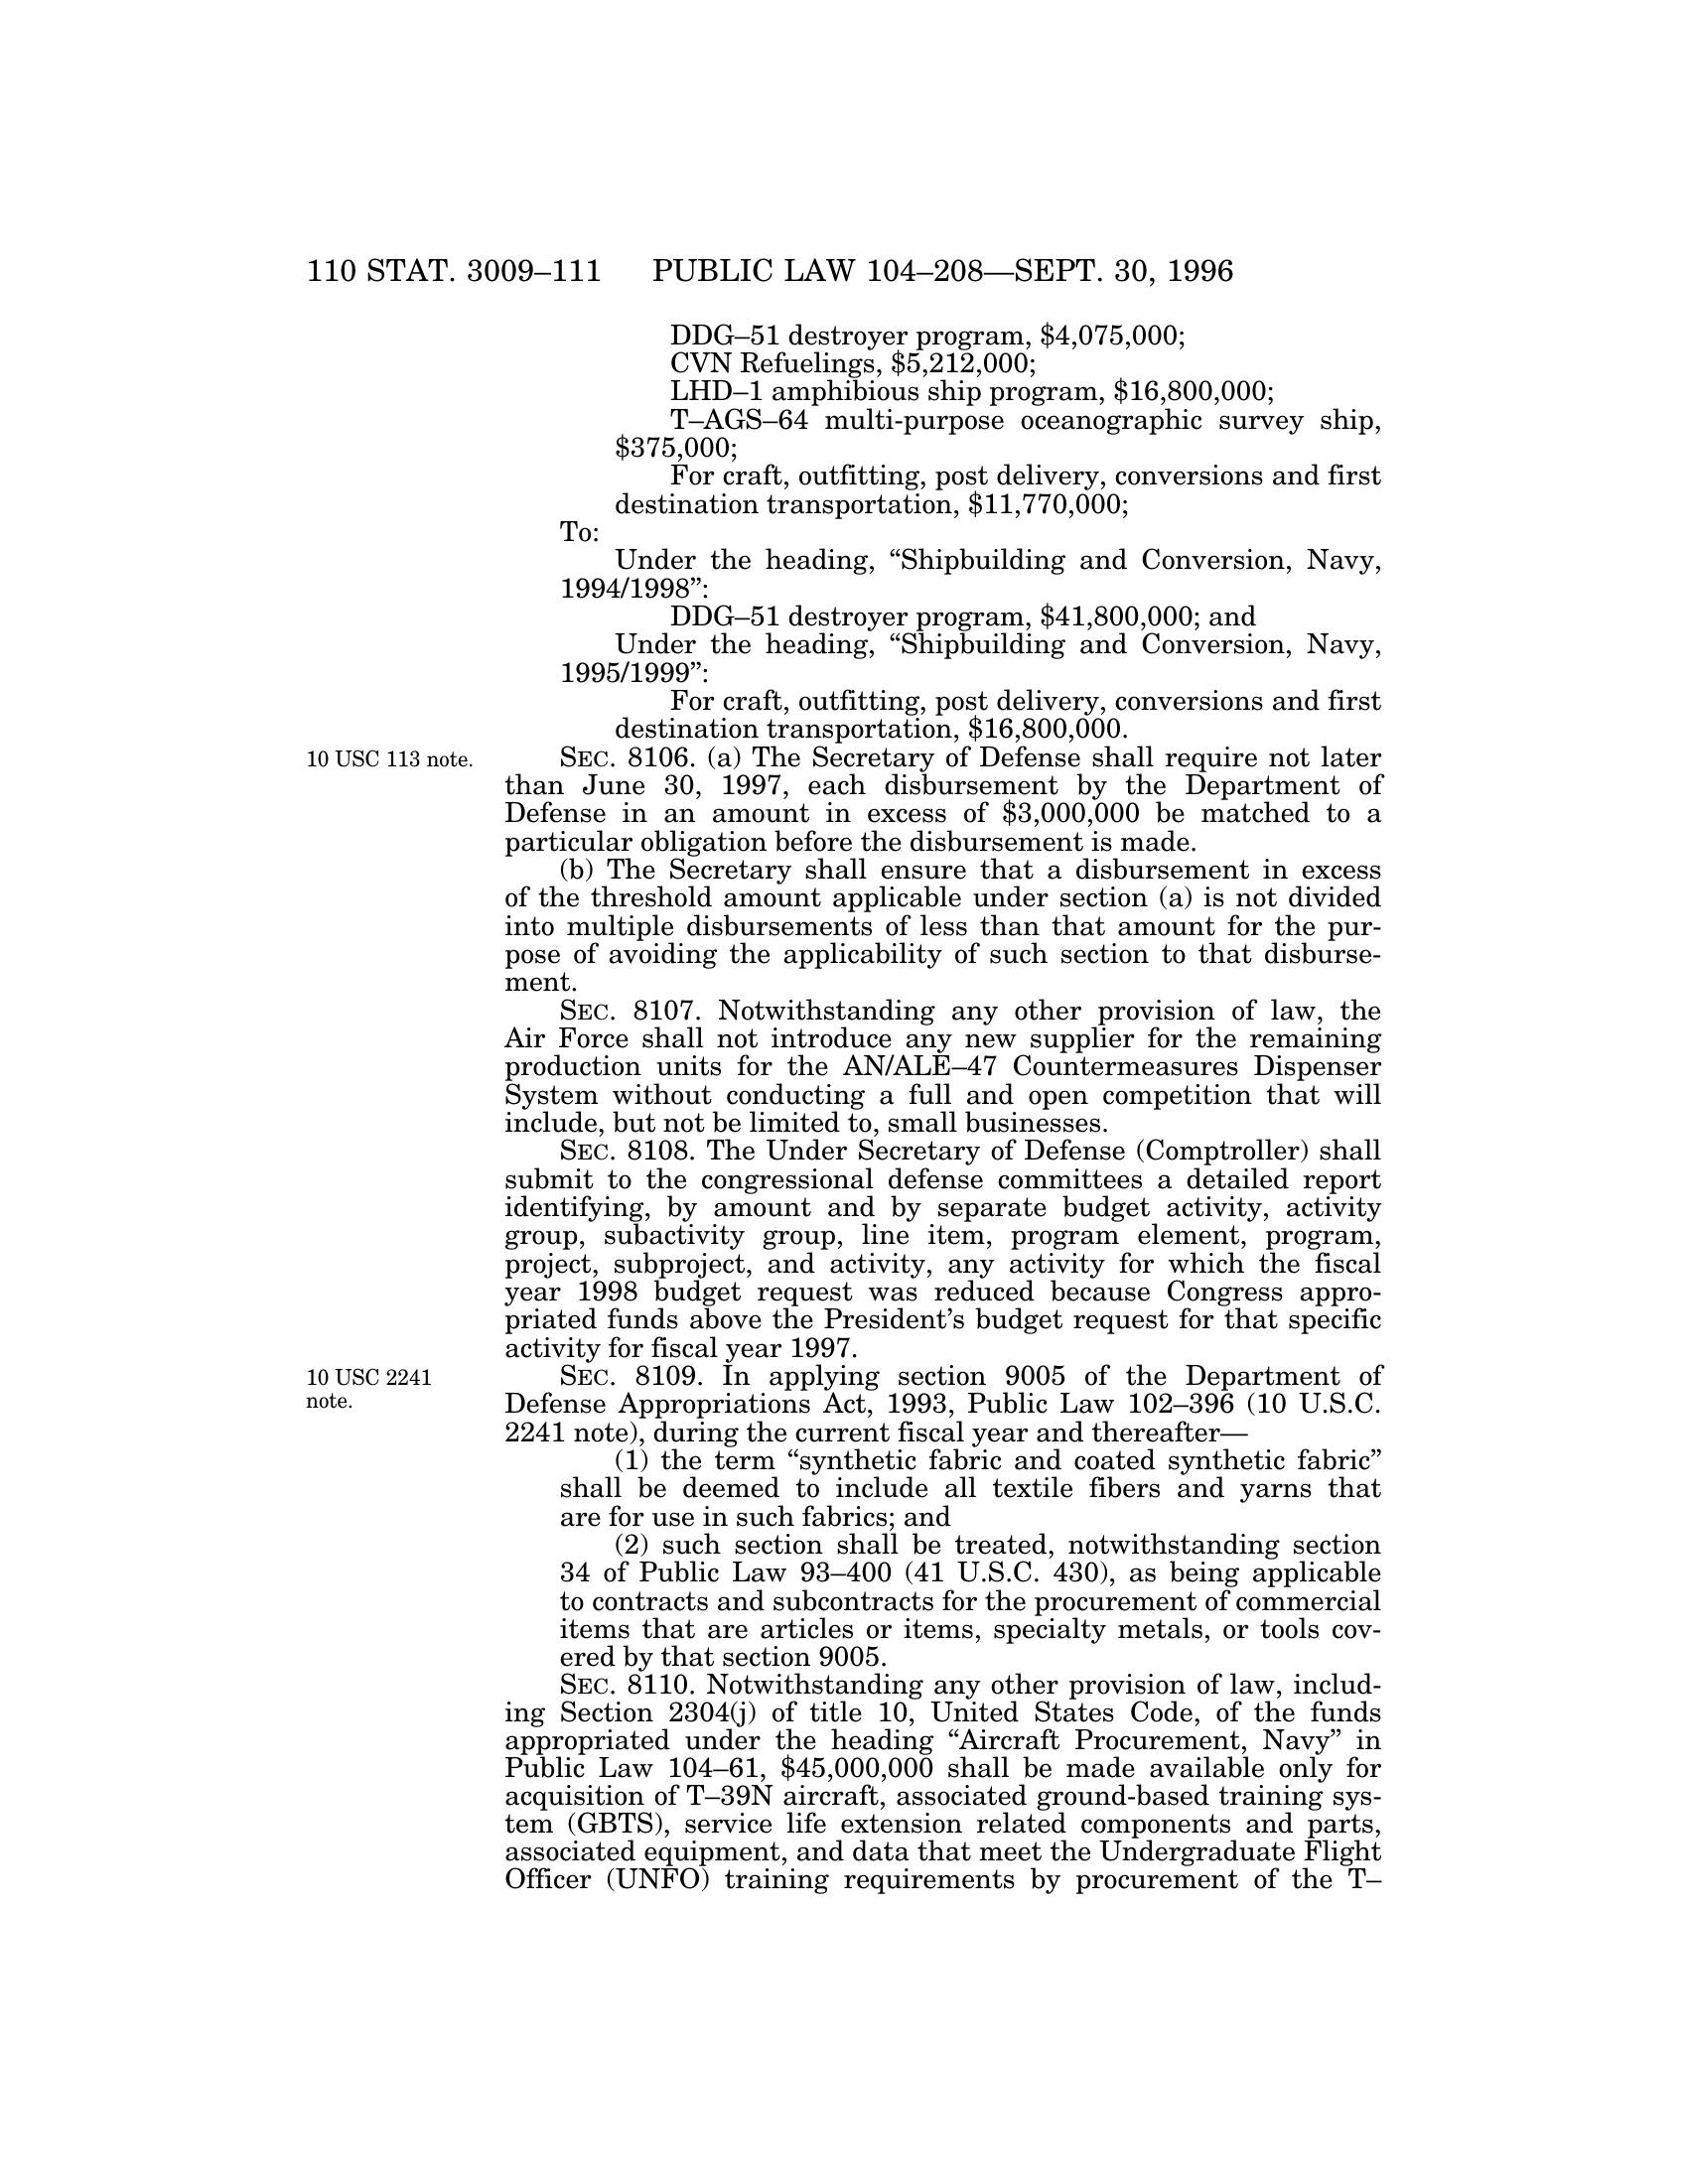 110 STAT. 3009–111 PUBLIC LAW 104–208—SEPT. 30, 1996
DDG–51 destroyer program, $4,075,000;
CVN Refuelings, $5,212,000;
LHD–1 amphibious ship program, $16,800,000;
T–AGS–64 multi-purpose oceanographic survey ship,
$375,000;
For craft, outfitting, post delivery, conversions and first
destination transportation, $11,770,000;
To:
Under the heading, “Shipbuilding and Conversion, Navy,
1994/1998”:
DDG–51 destroyer program, $41,800,000; and
Under the heading, “Shipbuilding and Conversion, Navy,
1995/1999”:
For craft, outfitting, post delivery, conversions and first
destination transportation, $16,800,000.
10 USC 113 note.
SEC. 8106. (a) The Secretary of Defense shall require not later
than June 30, 1997, each disbursement by the Department of
Defense in an amount in excess of $3,000,000 be matched to a
particular obligation before the disbursement is made.
(b) The Secretary shall ensure that a disbursement in excess
of the threshold amount applicable under section (a) is not divided
into multiple disbursements of less than that amount for the pur-
pose of avoiding the applicability of such section to that disburse-
ment.
SEC. 8107. Notwithstanding any other provision of law, the
Air Force shall not introduce any new supplier for the remaining
production units for the AN/ALE–47 Countermeasures Dispenser
System without conducting a full and open competition that will
include, but not be limited to, small businesses.
SEC. 8108. The Under Secretary of Defense (Comptroller) shall
submit to the congressional defense committees a detailed report
identifying, by amount and by separate budget activity, activity
group, subactivity group, line item, program element, program,
project, subproject, and activity, any activity for which the fiscal
year 1998 budget request was reduced because Congress appro-
priated funds above the President’s budget request for that specific
activity for fiscal year 1997.
10 USC 2241
note.
SEC. 8109. In applying section 9005 of the Department of
Defense Appropriations Act, 1993, Public Law 102–396 (10 U.S.C.
2241 note), during the current fiscal year and thereafter—
(1) the term “synthetic fabric and coated synthetic fabric”
shall be deemed to include all textile fibers and yarns that
are for use in such fabrics; and
(2) such section shall be treated, notwithstanding section
34 of Public Law 93–400 (41 U.S.C. 430), as being applicable
to contracts and subcontracts for the procurement of commercial
items that are articles or items, specialty metals, or tools cov-
ered by that section 9005.
SEC. 8110. Notwithstanding any other provision of law, includ-
ing Section 2304(j) of title 10, United States Code, of the funds
appropriated under the heading “Aircraft Procurement, Navy” in
Public Law 104–61, $45,000,000 shall be made available only for
acquisition of T–39N aircraft, associated ground-based training sys-
tem (GBTS), service life extension related components and parts,
associated equipment, and data that meet the Undergraduate Flight
Officer (UNFO) training requirements by procurement of the T–